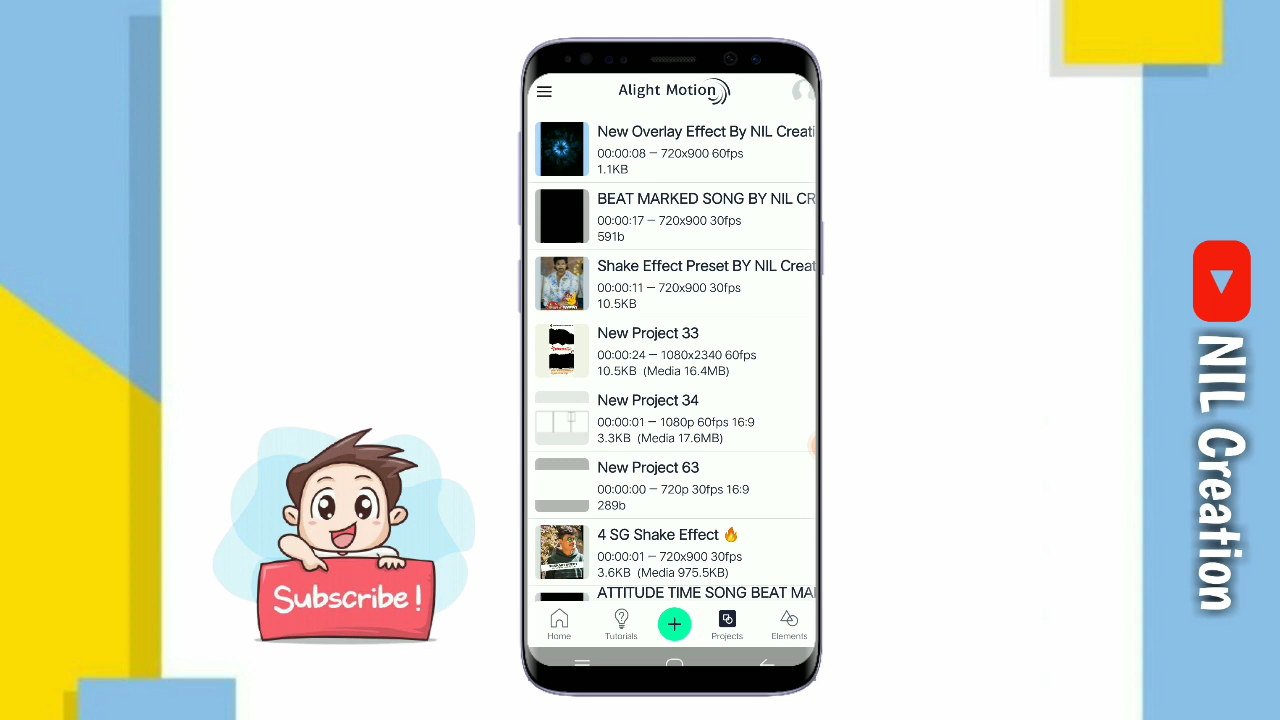 Alight Motion
New Overlay Effect By NIL Creati
00:00:08 – 720x900 60fps
1.1KB
BEAT MARKED SONG BY NIL CR
00:00:17 – 720x900 30fps
591b
Shake Effect Preset BY NIL Creat
00:00:11 – 720x900 30fps
10.5KB
New Project 33
00:00:24 – 1080x2340 60fps
10.5KB (Media 16.4MB)
New Project 34
00:00:01 – 1080p 60fps 16:9
3.3KB (Media 17.6MB)
New Project 63
00:00:00 – 720p 30fps 16:9
289b
4 SG Shake Effect 🔥
00:00:01 – 720x900 30fps
3.6KB (Media 975.5KB)
ATTITUDE TIME SONG BEAT MA
Home
Tutorials
Projects
Elements
Subscribe!
NIL Creation